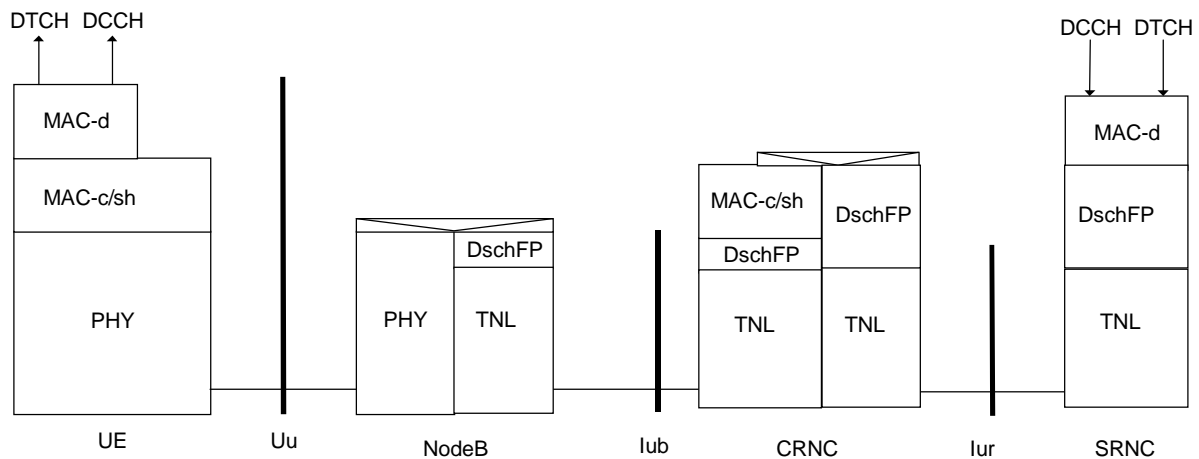 DTCH DCCH
DCCH DTCH
MAC-d
MAC-d
MAC-c/sh
MAC-c/sh
DschFP
DschFP
DschFP
DschFP
PHY
PHY
TNL
TNL
TNL
TNL
UE
Uu
NodeB
Iub
CRNC
Iur
SRNC